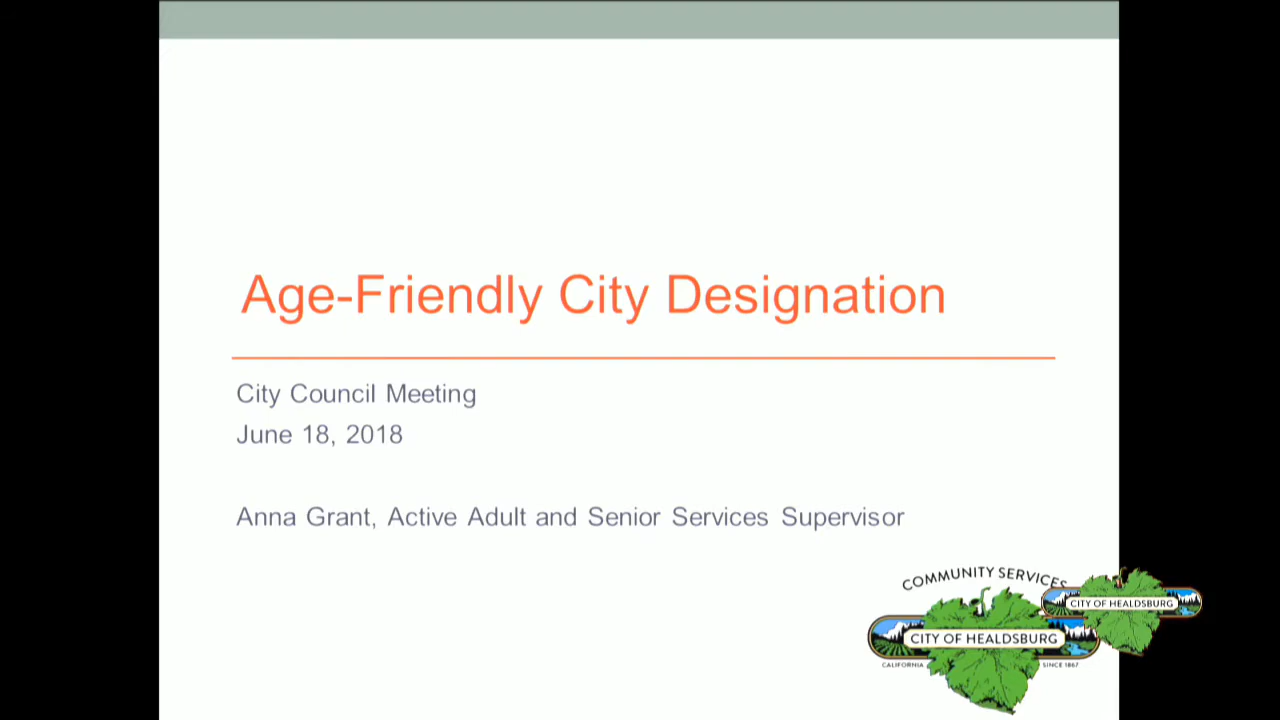 Age-Friendly City Designation
City Council Meeting
June 18, 2018
Anna Grant, Active Adult and Senior Services Supervisor
COMMUNITY SERVICES
CITY OF HEALDSBURG
CITY OF HEALDSBURG
CALIFORNIA
SINCE 1867